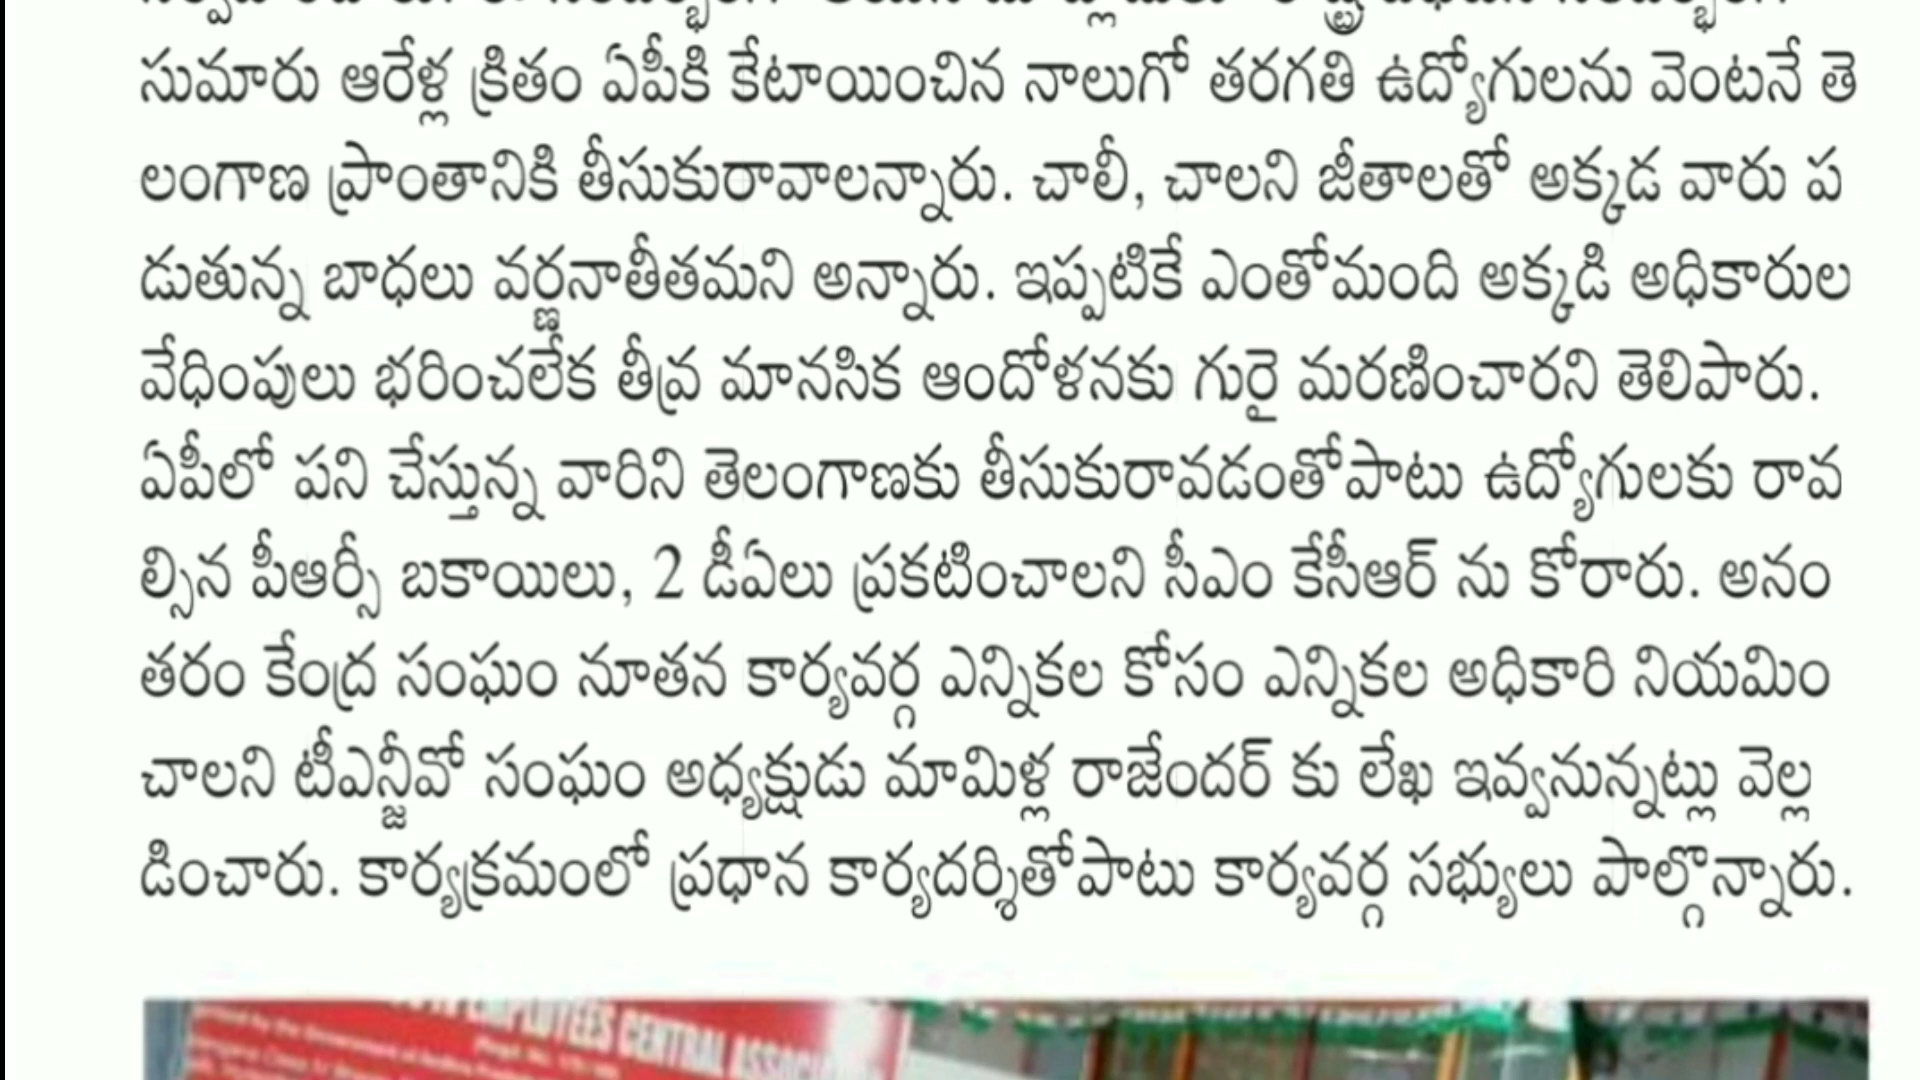 సుమారు ఆరేళ్ల క్రితం ఏపీకి కేటాయించిన నాలుగో తరగతి ఉద్యోగులను వెంటనే తె
లంగాణ ప్రాంతానికి తీసుకురావాలన్నారు. చాలీ, చాలని జీతాలతో అక్కడ వారు ప
డుతున్న బాధలు వర్ణనాతీతమని అన్నారు. ఇప్పటికే ఎంతోమంది అక్కడి అధికారుల
వేధింపులు భరించలేక తీవ్ర మానసిక ఆందోళనకు గురై మరణించారని తెలిపారు.
ఏపీలో పని చేస్తున్న వారిని తెలంగాణకు తీసుకురావడంతోపాటు ఉద్యోగులకు రావ
ల్సిన పీఆర్సీ బకాయిలు, 2 డీఏలు ప్రకటించాలని సీఎం కేసీఆర్ ను కోరారు. అనం
తరం కేంద్ర సంఘం నూతన కార్యవర్గ ఎన్నికల కోసం ఎన్నికల అధికారి నియమిం
చాలని టీఎన్జీవో సంఘం అధ్యక్షుడు మామిళ్ల రాజేందర్ కు లేఖ ఇవ్వనున్నట్లు వెల్ల
డించారు. కార్యక్రమంలో ప్రధాన కార్యదర్శితోపాటు కార్యవర్గ సభ్యులు పాల్గొన్నారు.
EMPLOYEES CENTRAL